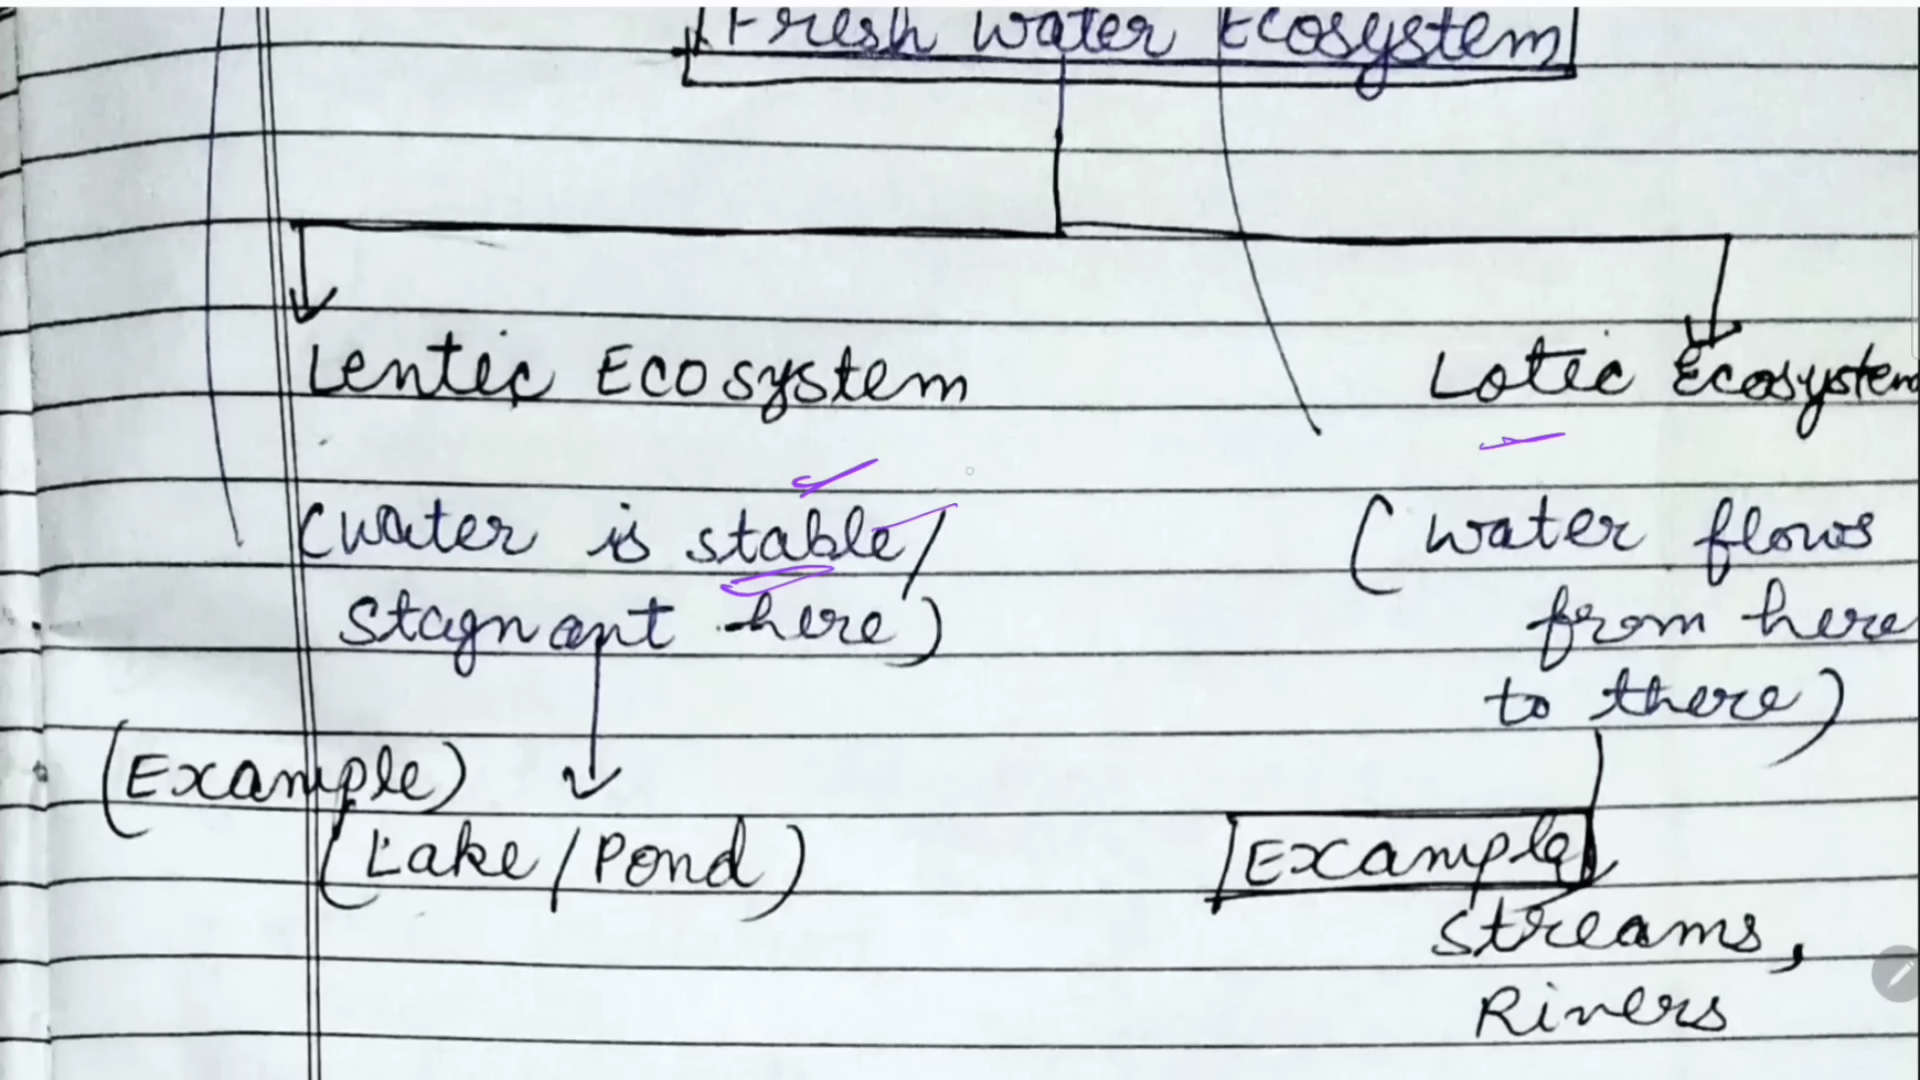 Fresh Water Ecosystem
Lentic Ecosystem
Lotic Ecosystem
(Water is stable/
stagnant here)
(Water flows
from here
to there)
(Example)
(Lake/Pond)
Example
streams,
Rivers